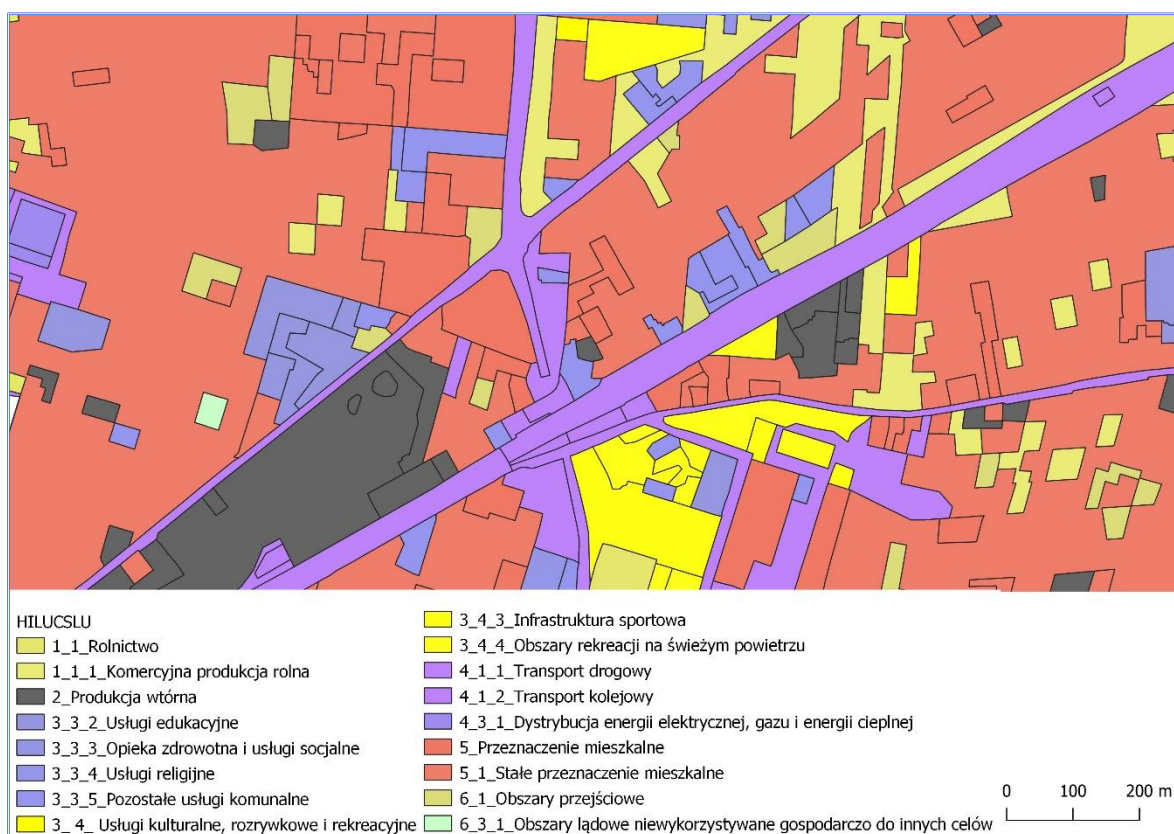 HILUCSLU
1_1_Rolnictwo
1_1_1_Komercyjna produkcja rolna
2_Produkcja wtórna
3_3_2_Usługi edukacyjne
3_3_3_Opieka zdrowotna i usługi socjalne
3_3_4_Usługi religijne
3_3_5_Pozostałe usługi komunalne
3_ 4_ Usługi kulturalne, rozrywkowe i rekreacyjne
3_4_3_Infrastruktura sportowa
3_4_4_Obszary rekreacji na świeżym powietrzu
4_1_1_Transport drogowy
4_1_2_Transport kolejowy
4_3_1_Dystrybucja energii elektrycznej, gazu i energii cieplnej
5_Przeznaczenie mieszkalne
5_1_Stałe przeznaczenie mieszkalne
6_1_Obszary przejściowe
6_3_1_Obszary lądowe niewykorzystywane gospodarczo do innych celów
0 100 200 m